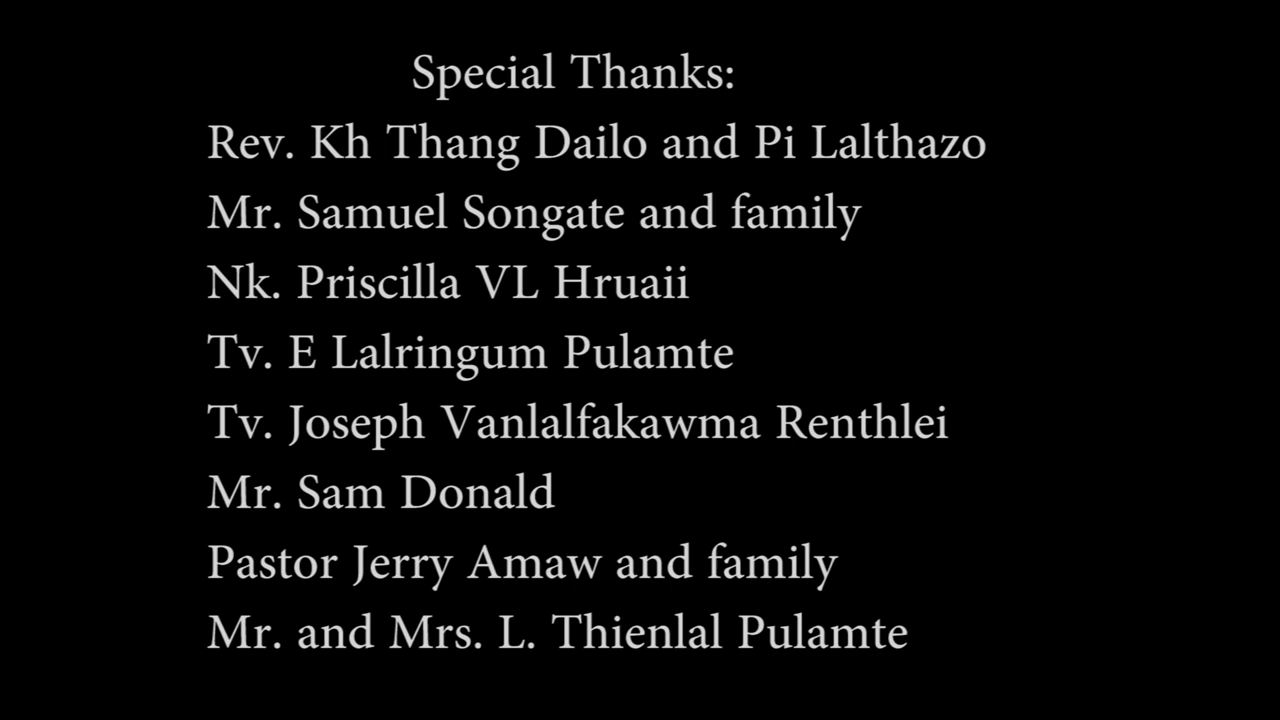 Special Thanks:
Rev. Kh Thang Dailo and Pi Lalthazo
Mr. Samuel Songate and family
Nk. Priscilla VL Hruaii
Tv. E Lalringum Pulamte
Tv. Joseph Vanlalfakawma Renthlei
Mr. Sam Donald
Pastor Jerry Amaw and family
Mr. and Mrs. L. Thienlal Pulamte